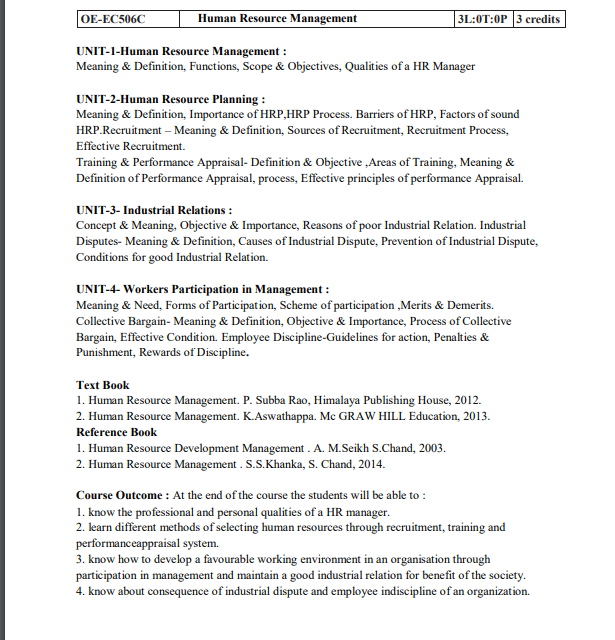 OE-EC506C Human Resource Management 3L:0T:0P 3 credits
UNIT-1-Human Resource Management :
Meaning & Definition, Functions, Scope & Objectives, Qualities of a HR Manager
UNIT-2-Human Resource Planning :
Meaning & Definition, Importance of HRP,HRP Process. Barriers of HRP, Factors of sound
HRP.Recruitment – Meaning & Definition, Sources of Recruitment, Recruitment Process,
Effective Recruitment.
Training & Performance Appraisal- Definition & Objective ,Areas of Training, Meaning &
Definition of Performance Appraisal, process, Effective principles of performance Appraisal.
UNIT-3- Industrial Relations :
Concept & Meaning, Objective & Importance, Reasons of poor Industrial Relation. Industrial
Disputes- Meaning & Definition, Causes of Industrial Dispute, Prevention of Industrial Dispute,
Conditions for good Industrial Relation.
UNIT-4- Workers Participation in Management :
Meaning & Need, Forms of Participation, Scheme of participation ,Merits & Demerits.
Collective Bargain- Meaning & Definition, Objective & Importance, Process of Collective
Bargain, Effective Condition. Employee Discipline-Guidelines for action, Penalties &
Punishment, Rewards of Discipline.
Text Book
1. Human Resource Management. P. Subba Rao, Himalaya Publishing House, 2012.
2. Human Resource Management. K.Aswathappa. Mc GRAW HILL Education, 2013.
Reference Book
1. Human Resource Development Management . A. M.Seikh S.Chand, 2003.
2. Human Resource Management . S.S.Khanka, S. Chand, 2014.
Course Outcome : At the end of the course the students will be able to :
1. know the professional and personal qualities of a HR manager.
2. learn different methods of selecting human resources through recruitment, training and
performanceappraisal system.
3. know how to develop a favourable working environment in an organisation through
participation in management and maintain a good industrial relation for benefit of the society.
4. know about consequence of industrial dispute and employee indiscipline of an organization.